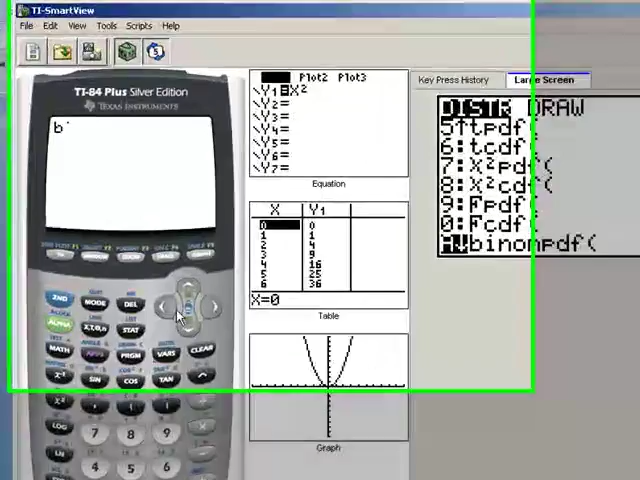 TI-SmartView
File Edit View Tools Scripts Help
TI-84 Plus Silver Edition
TEXAS INSTRUMENTS
b
Plot2 Plot3
\Y1=X²
\Y2=
\Y3=
\Y4=
\Y5=
\Y6=
\Y7=
Equation
X Y1
0 0
1 1
2 4
3 9
4 16
5 25
6 36
X=0
Table
Graph
Key Press History Large Screen
DISTR DRAW
5↑tpdf(
6:tcdf(
7:X²pdf(
8:X²cdf(
9:Fpdf(
0:Fcdf(
A↓binompdf(
2ND MODE DEL
ALPHA X,T,θ,n STAT
MATH APPS PRGM VARS CLEAR
x⁻¹ SIN COS TAN ^
x² , ( )
LOG 7 8 9
LN 4 5 6